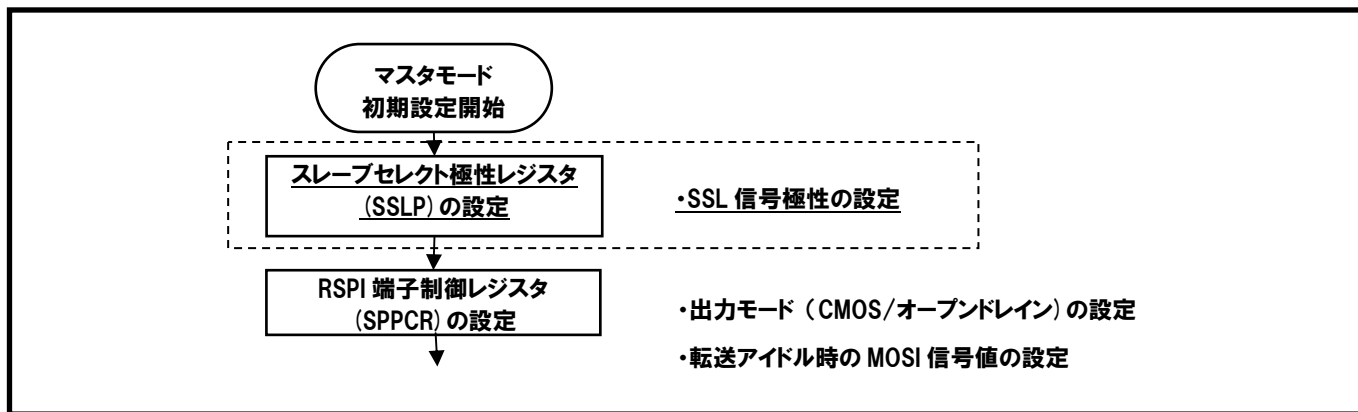 マスタモード
初期設定開始
スレーブセレクト極性レジスタ
(SSLP)の設定
・SSL 信号極性の設定
RSPI 端子制御レジスタ
(SPPCR)の設定
・出力モード (CMOS/オープンドレイン)の設定
・転送アイドル時の MOSI 信号値の設定